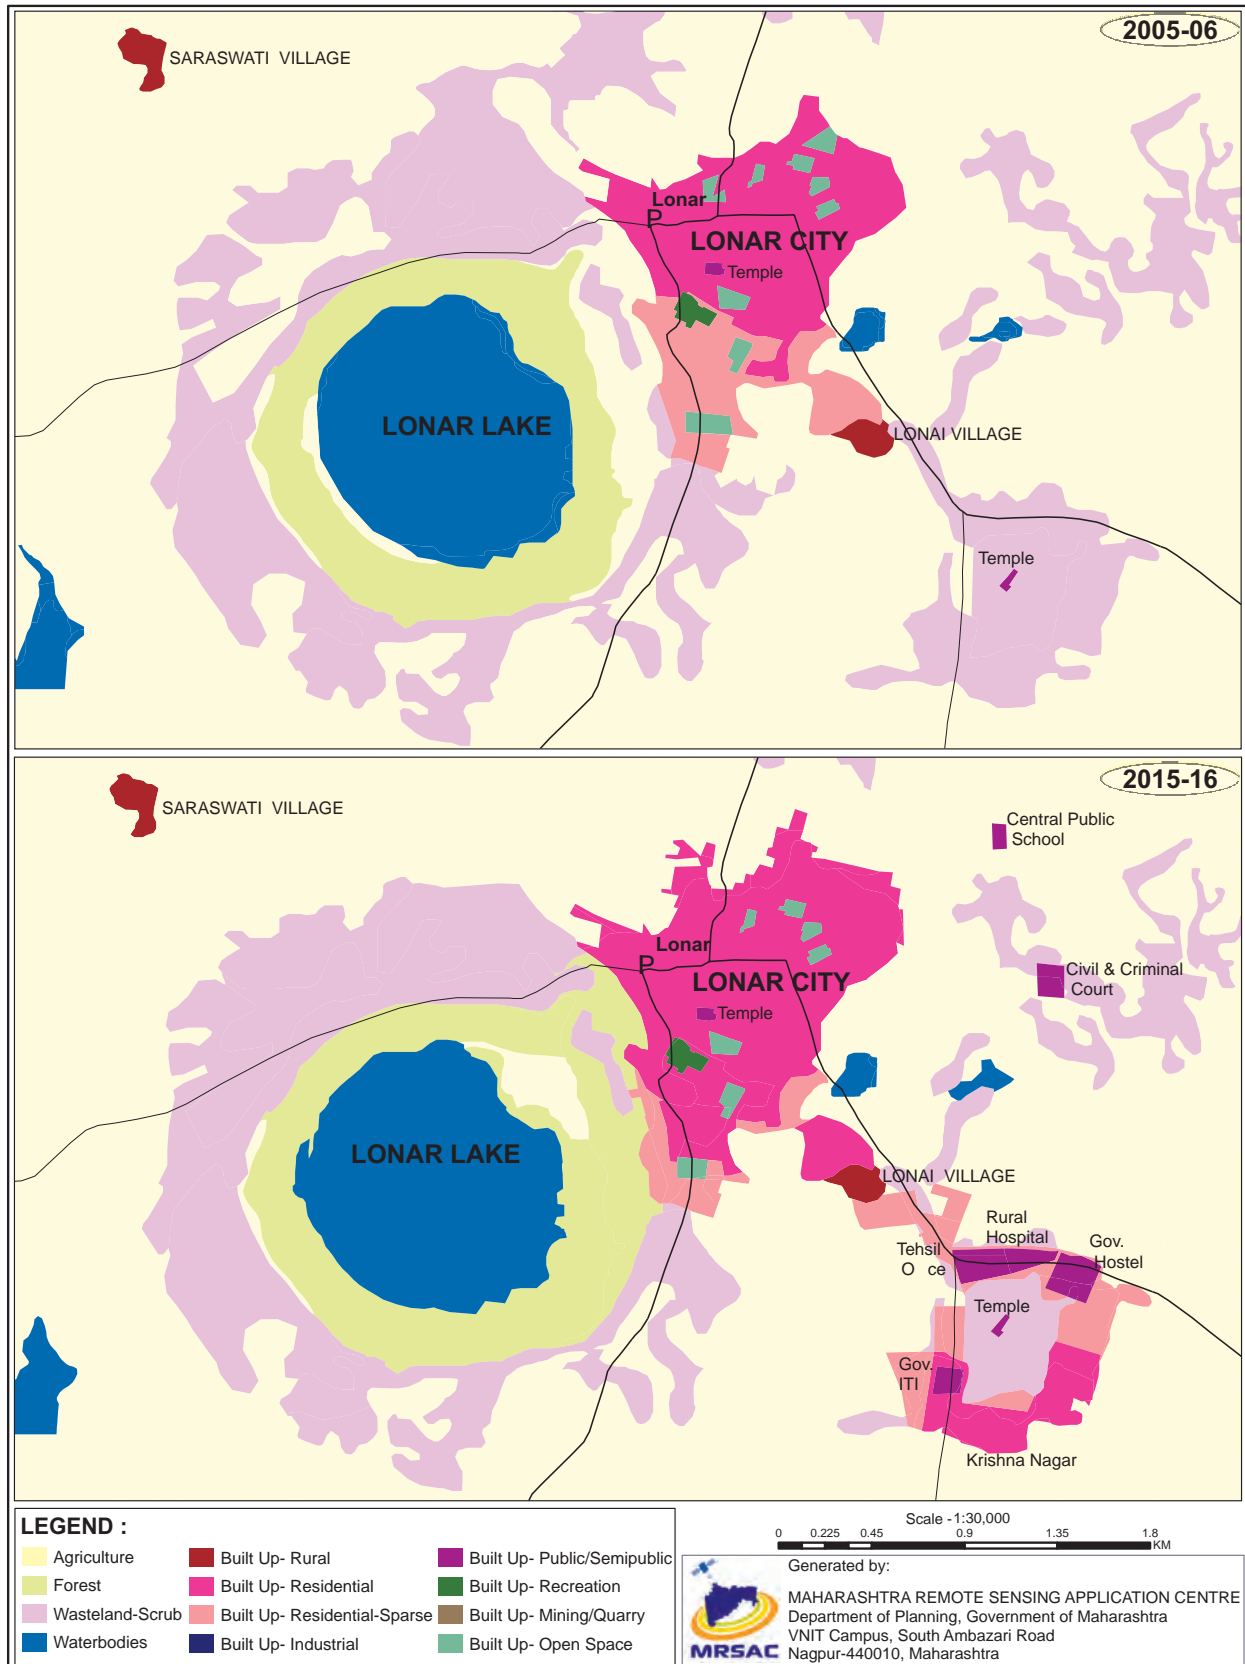 2005-06
SARASWATI VILLAGE
Lonar
P
LONAR CITY
Temple
LONAR LAKE
LONAI VILLAGE
Temple
2015-16
SARASWATI VILLAGE
Central Public
School
Lonar
P
Civil & Criminal
Court
LONAR CITY
Temple
LONAR LAKE
LONAI VILLAGE
Rural
Hospital
Gov.
Hostel
Tehsil
O ce
Temple
Gov.
ITI
Krishna Nagar
LEGEND :
Agriculture
Forest
Wasteland-Scrub
Waterbodies
Built Up- Rural
Built Up- Residential
Built Up- Residential-Sparse
Built Up- Industrial
Built Up- Public/Semipublic
Built Up- Recreation
Built Up- Mining/Quarry
Built Up- Open Space
Scale -1:30,000
0 0.225 0.45 0.9 1.35 1.8
KM
Generated by:
MAHARASHTRA REMOTE SENSING APPLICATION CENTRE
Department of Planning, Government of Maharashtra
VNIT Campus, South Ambazari Road
Nagpur-440010, Maharashtra
MRSAC